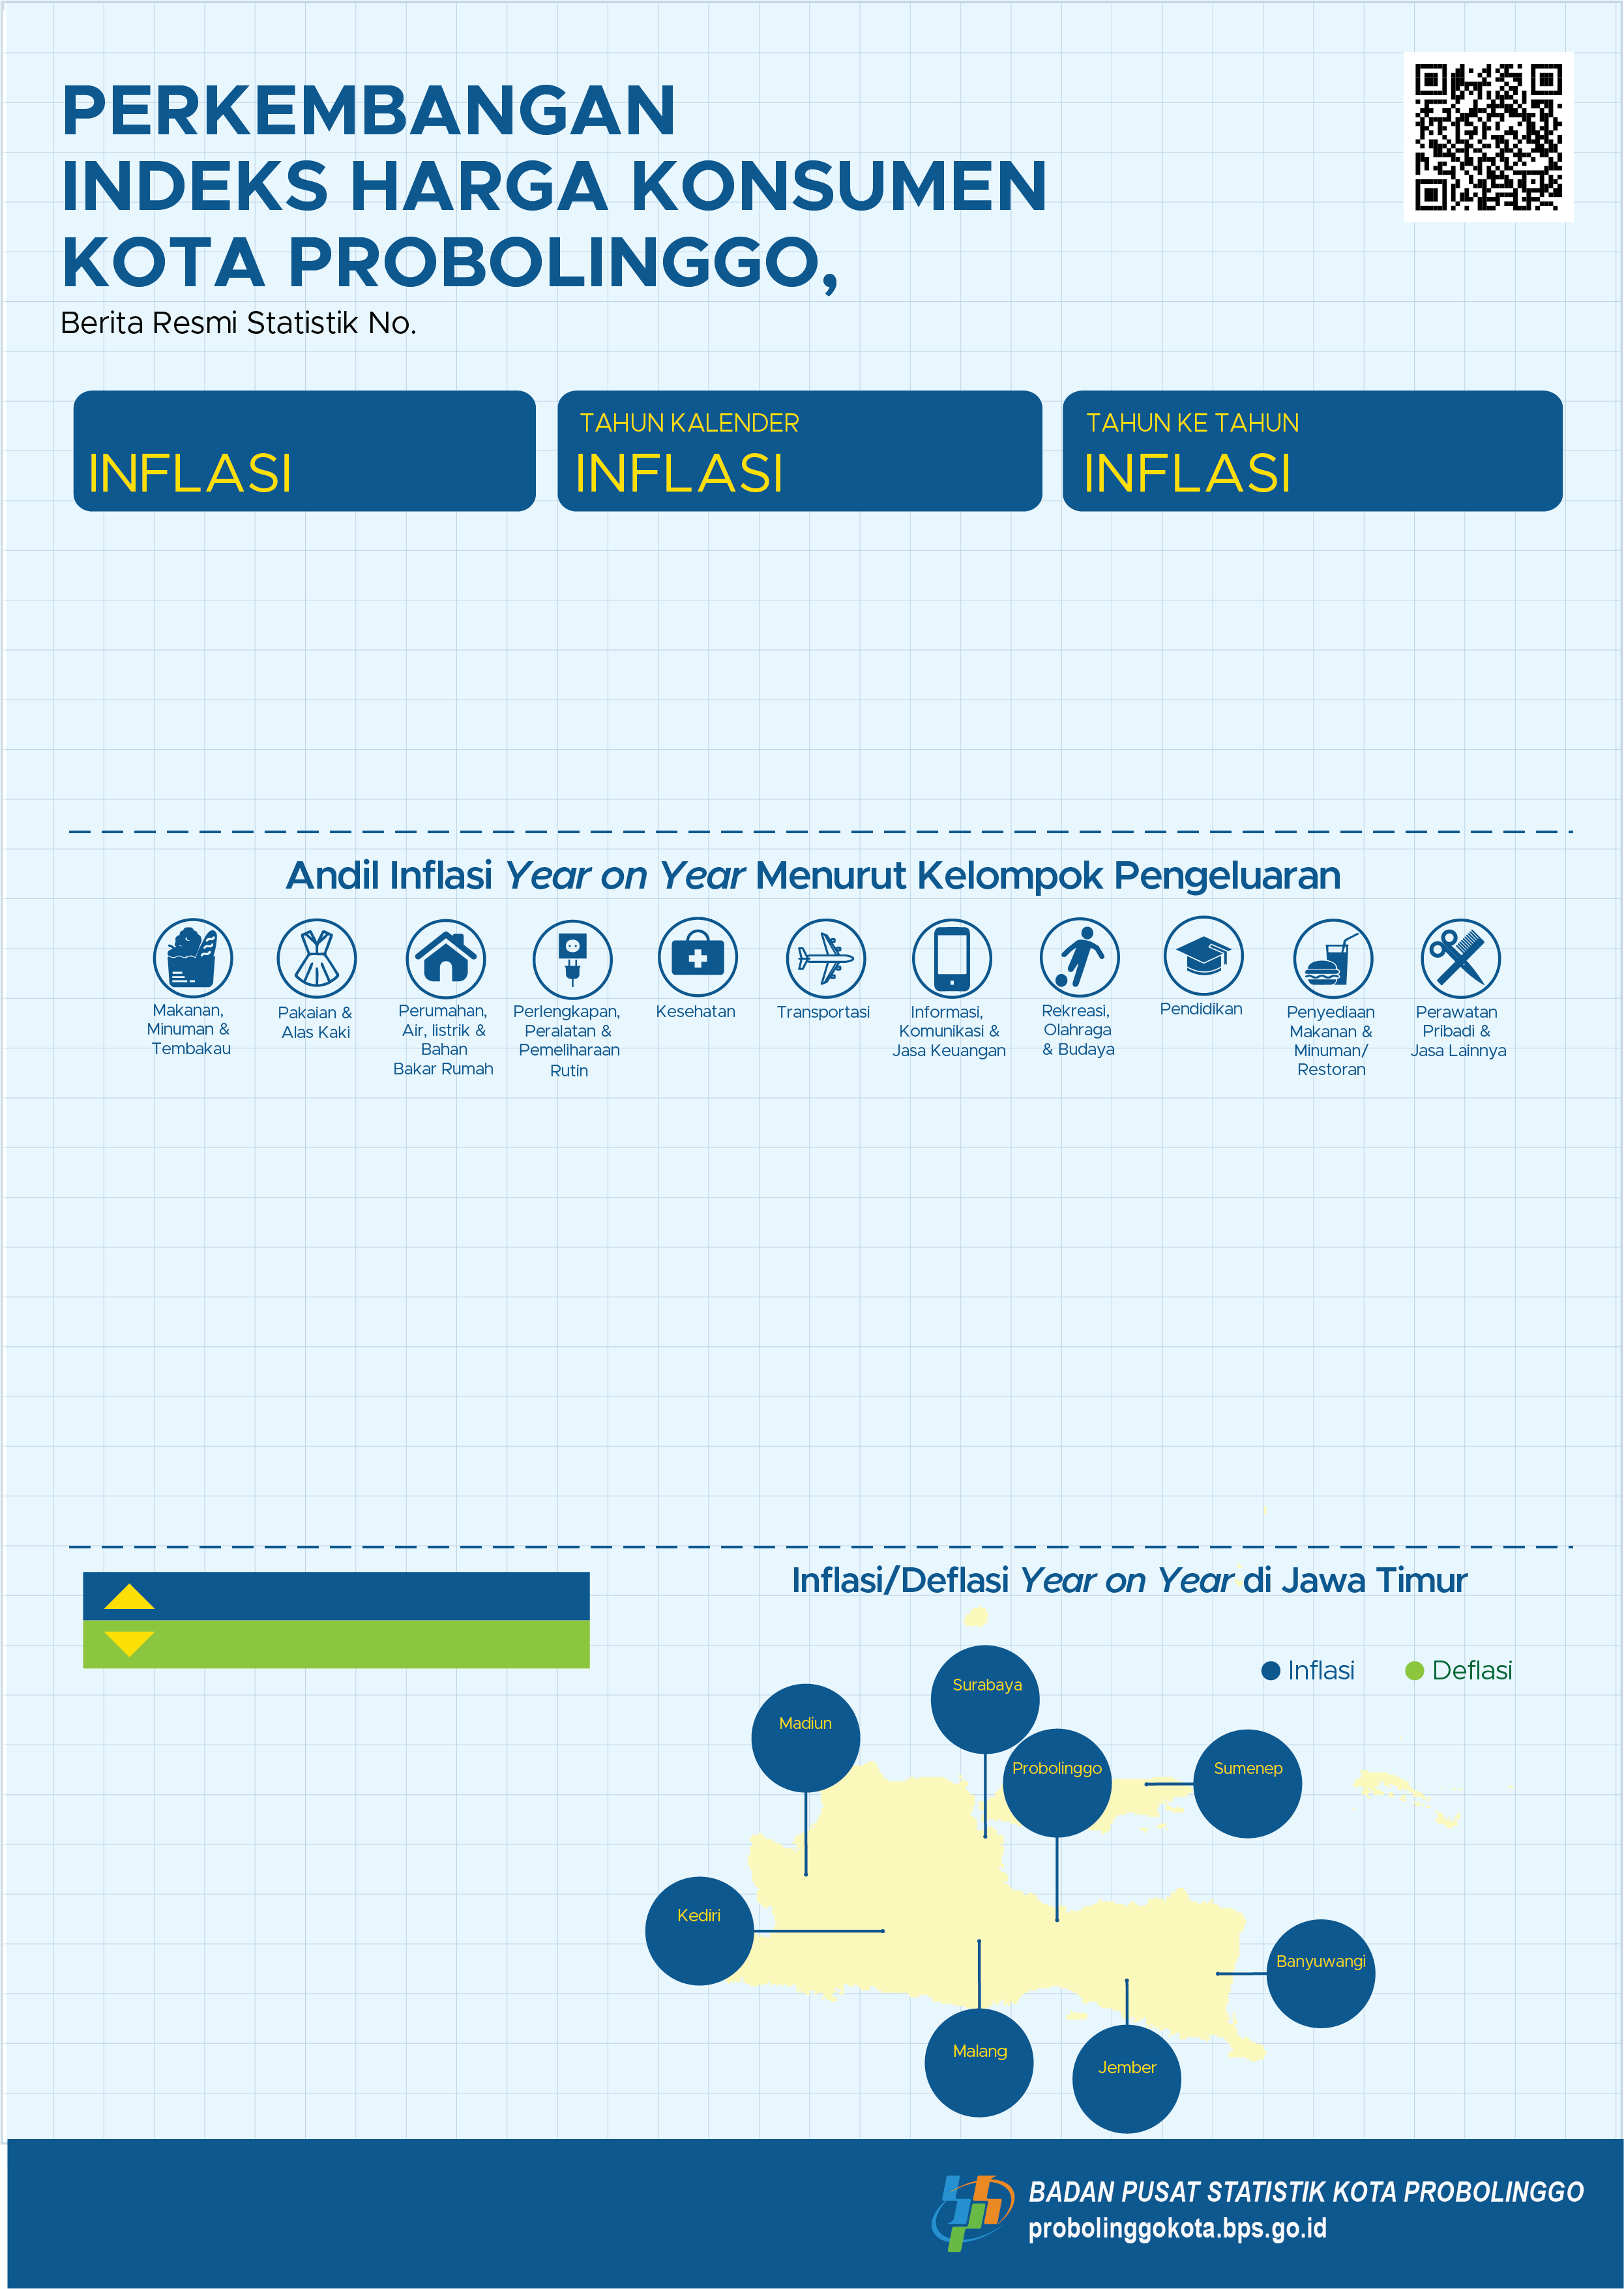 PERKEMBANGAN
INDEKS HARGA KONSUMEN
KOTA PROBOLINGGO,
Berita Resmi Statistik No.
INFLASI
TAHUN KALENDER
INFLASI
TAHUN KE TAHUN
INFLASI
Andil Inflasi Year on Year Menurut Kelompok Pengeluaran
Makanan,
Minuman &
Tembakau
Pakaian &
Alas Kaki
Perumahan,
Air, listrik &
Bahan
Bakar Rumah
Perlengkapan,
Peralatan &
Pemeliharaan
Rutin
Kesehatan
Transportasi
Informasi,
Komunikasi &
Jasa Keuangan
Rekreasi,
Olahraga
& Budaya
Pendidikan
Penyediaan
Makanan &
Minuman/
Restoran
Perawatan
Pribadi &
Jasa Lainnya
Inflasi/Deflasi Year on Year di Jawa Timur
Inflasi
Deflasi
Surabaya
Madiun
Probolinggo
Sumenep
Kediri
Banyuwangi
Malang
Jember
BADAN PUSAT STATISTIK KOTA PROBOLINGGO
probolinggokota.bps.go.id